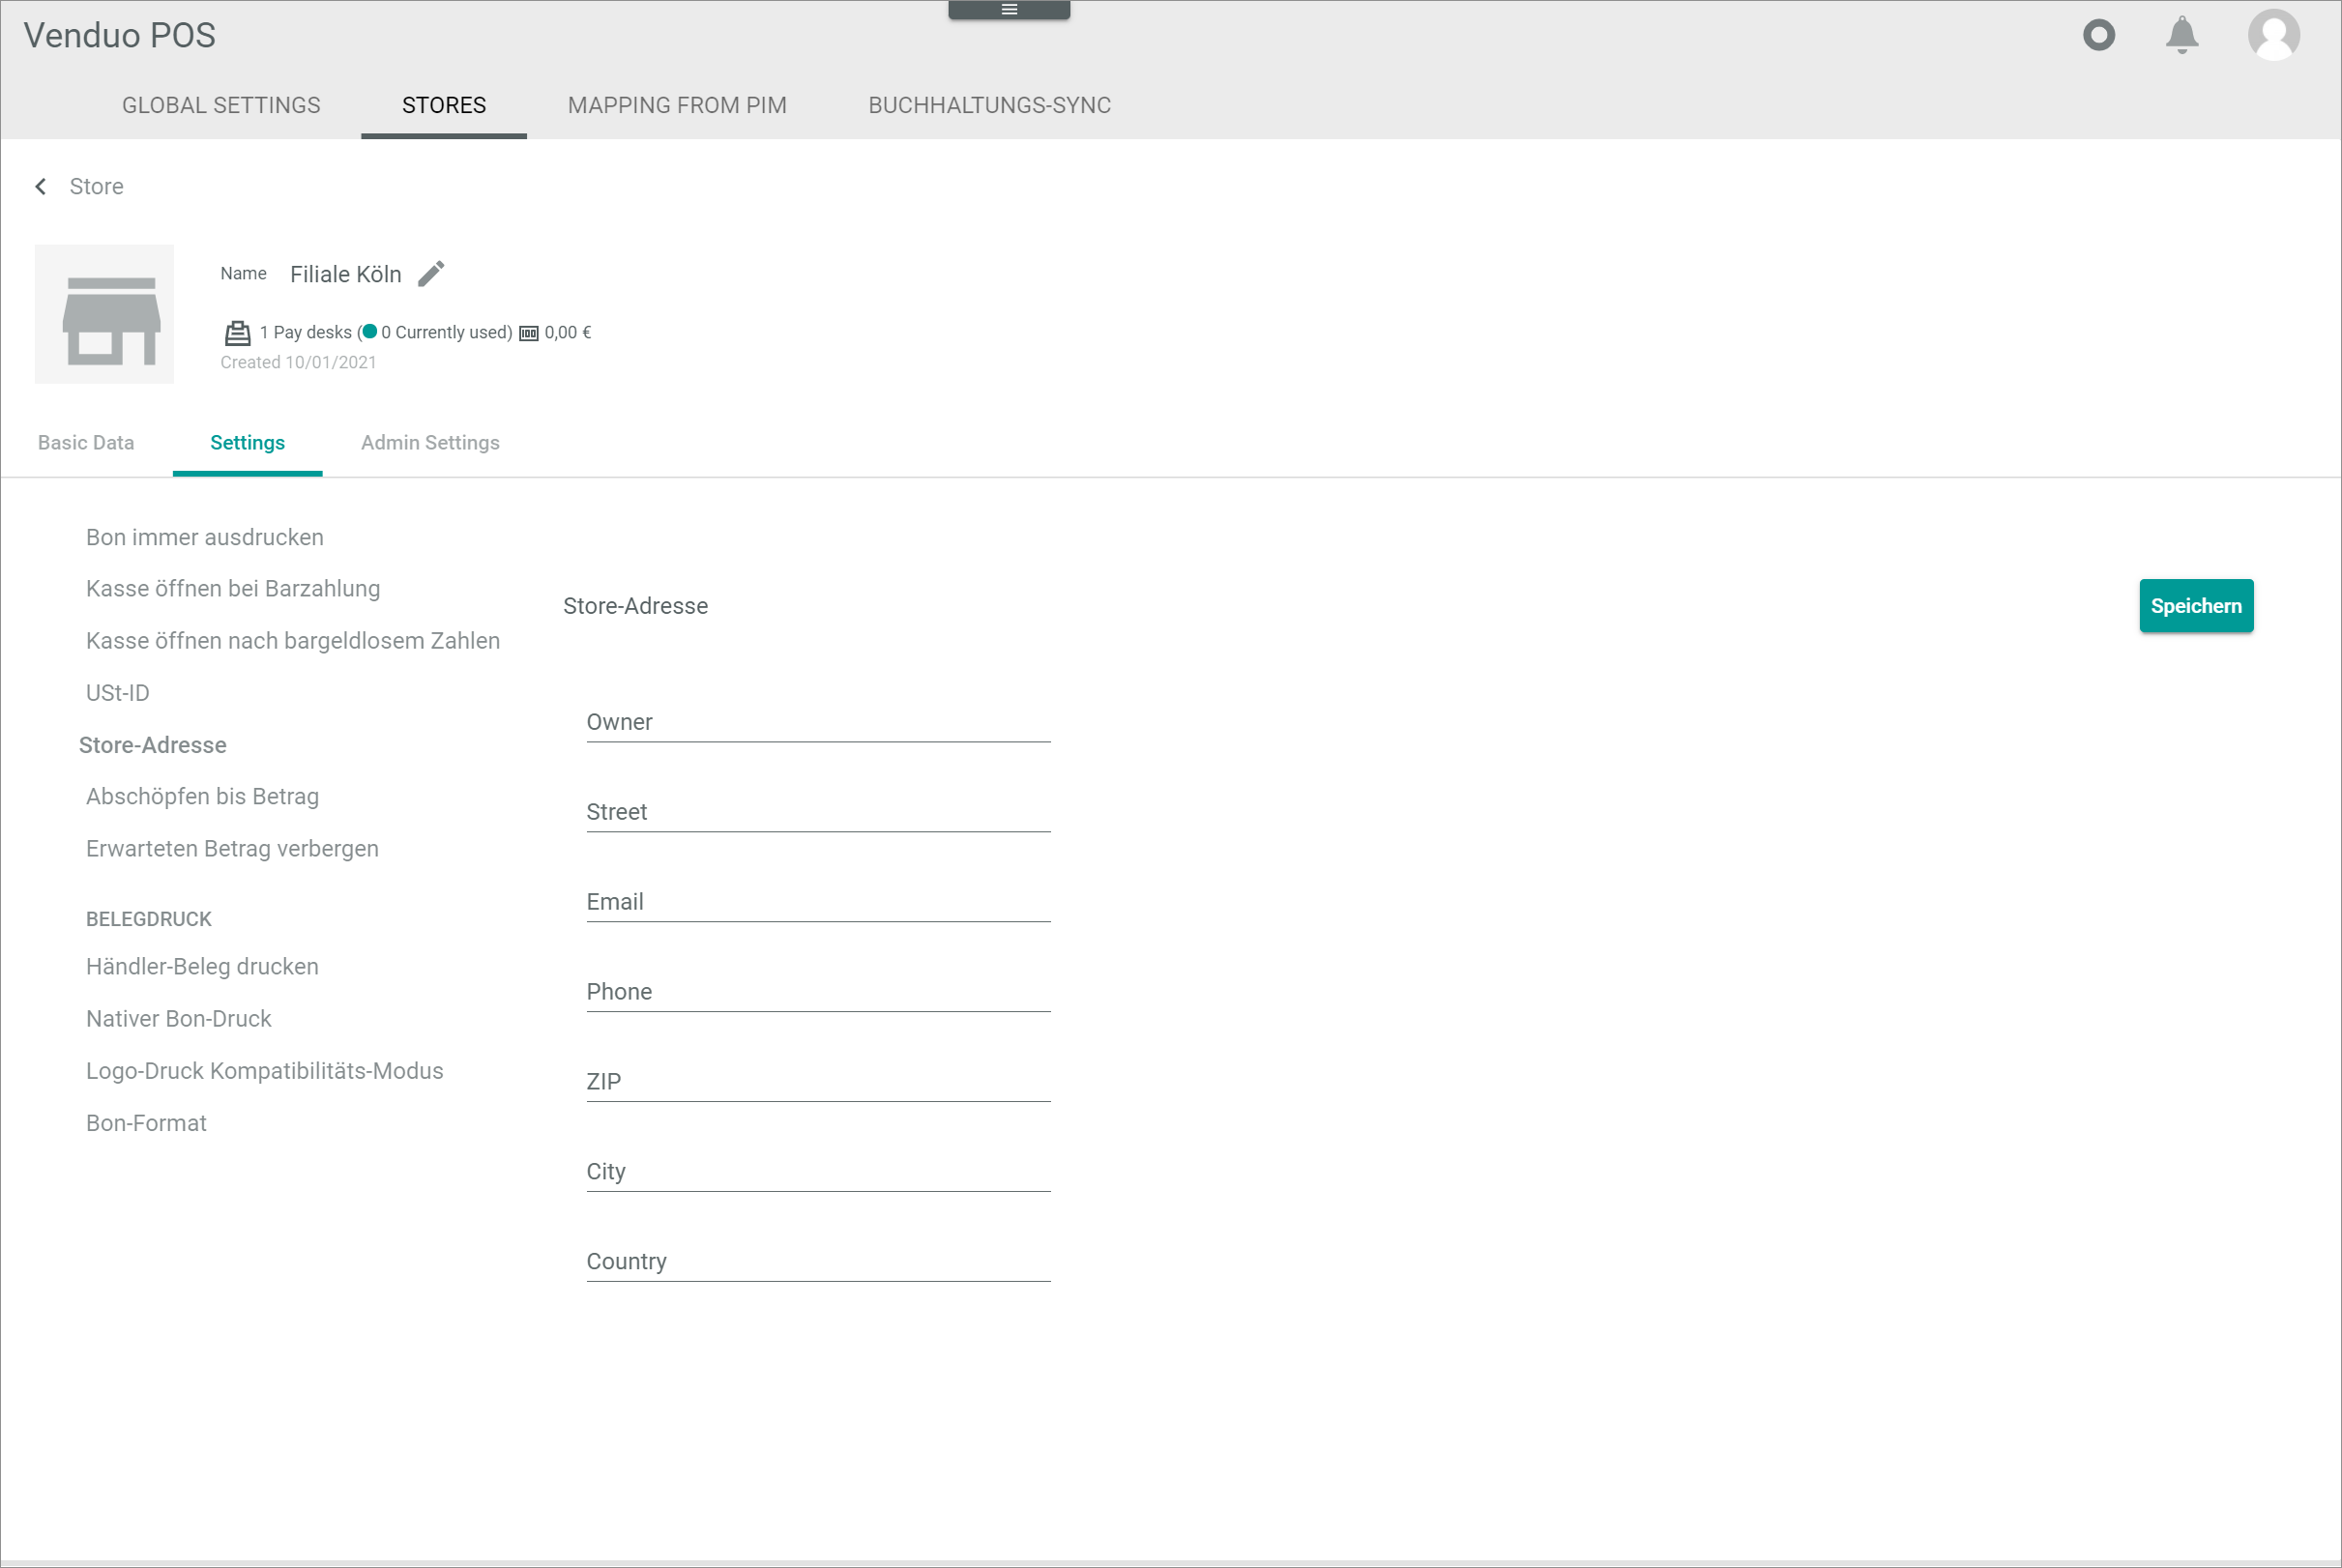 Venduo POS
GLOBAL SETTINGS STORES MAPPING FROM PIM BUCHHALTUNGS-SYNC
Store
Name Filiale Köln
1 Pay desks (0 Currently used) 0,00 €
Created 10/01/2021
Basic Data Settings Admin Settings
Bon immer ausdrucken
Kasse öffnen bei Barzahlung
Kasse öffnen nach bargeldlosem Zahlen
USt-ID
Store-Adresse
Abschöpfen bis Betrag
Erwarteten Betrag verbergen
BELEGDRUCK
Händler-Beleg drucken
Nativer Bon-Druck
Logo-Druck Kompatibilitäts-Modus
Bon-Format
Store-Adresse
Speichern
Owner
Street
Email
Phone
ZIP
City
Country